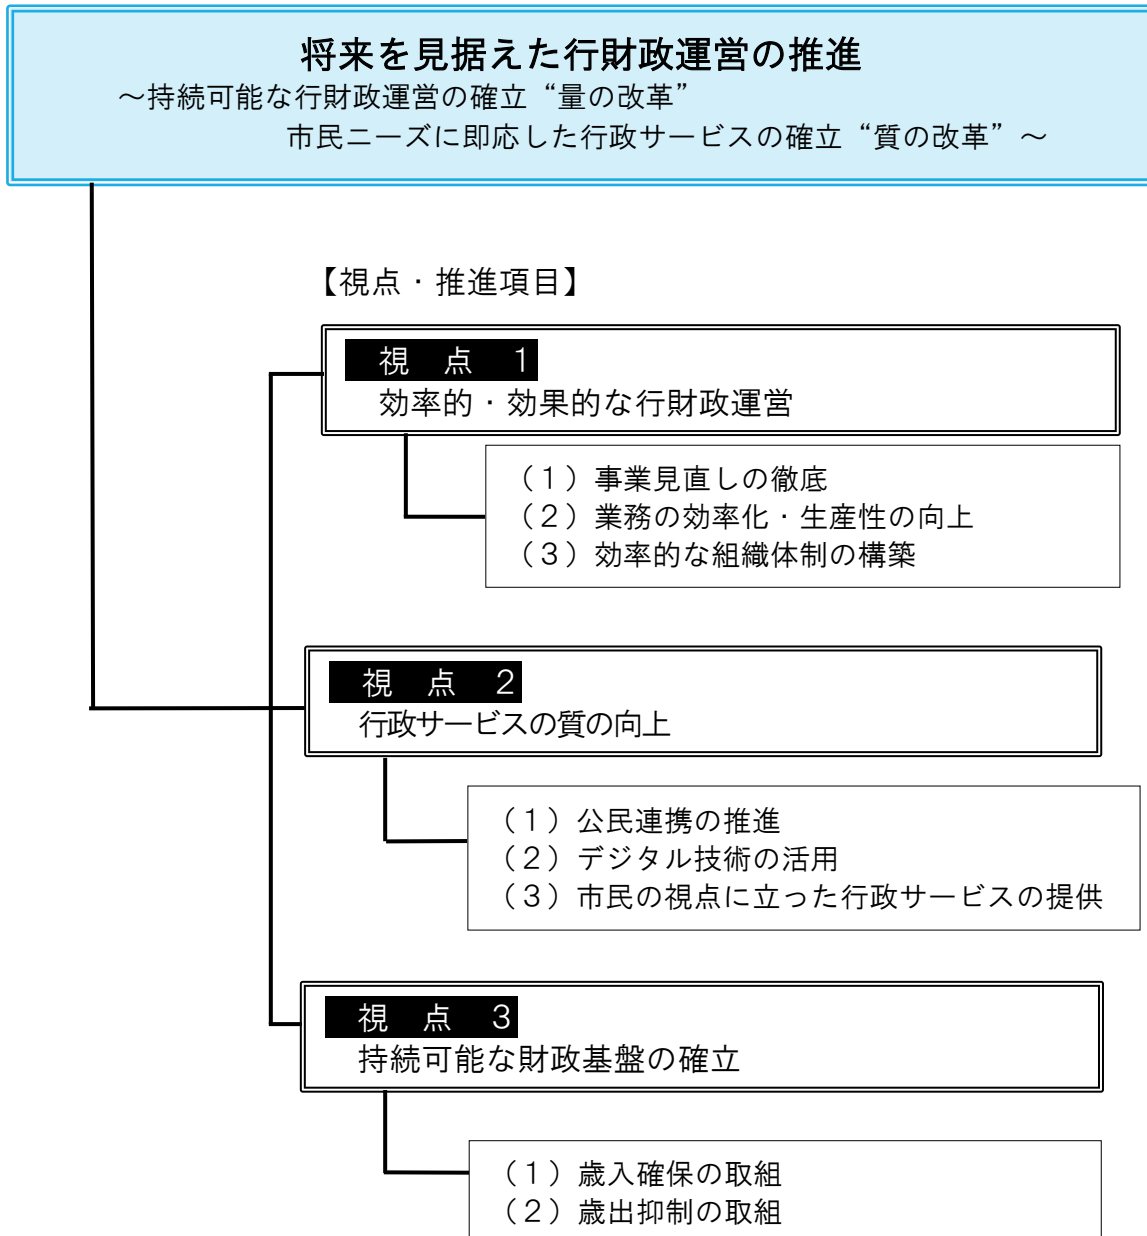 将来を見据えた行財政運営の推進
～持続可能な行財政運営の確立“量の改革”
市民ニーズに即応した行政サービスの確立“質の改革”～
【視点・推進項目】
視　点　１
効率的・効果的な行財政運営
（１）事業見直しの徹底
（２）業務の効率化・生産性の向上
（３）効率的な組織体制の構築
視　点　２
行政サービスの質の向上
（１）公民連携の推進
（２）デジタル技術の活用
（３）市民の視点に立った行政サービスの提供
視　点　３
持続可能な財政基盤の確立
（１）歳入確保の取組
（２）歳出抑制の取組